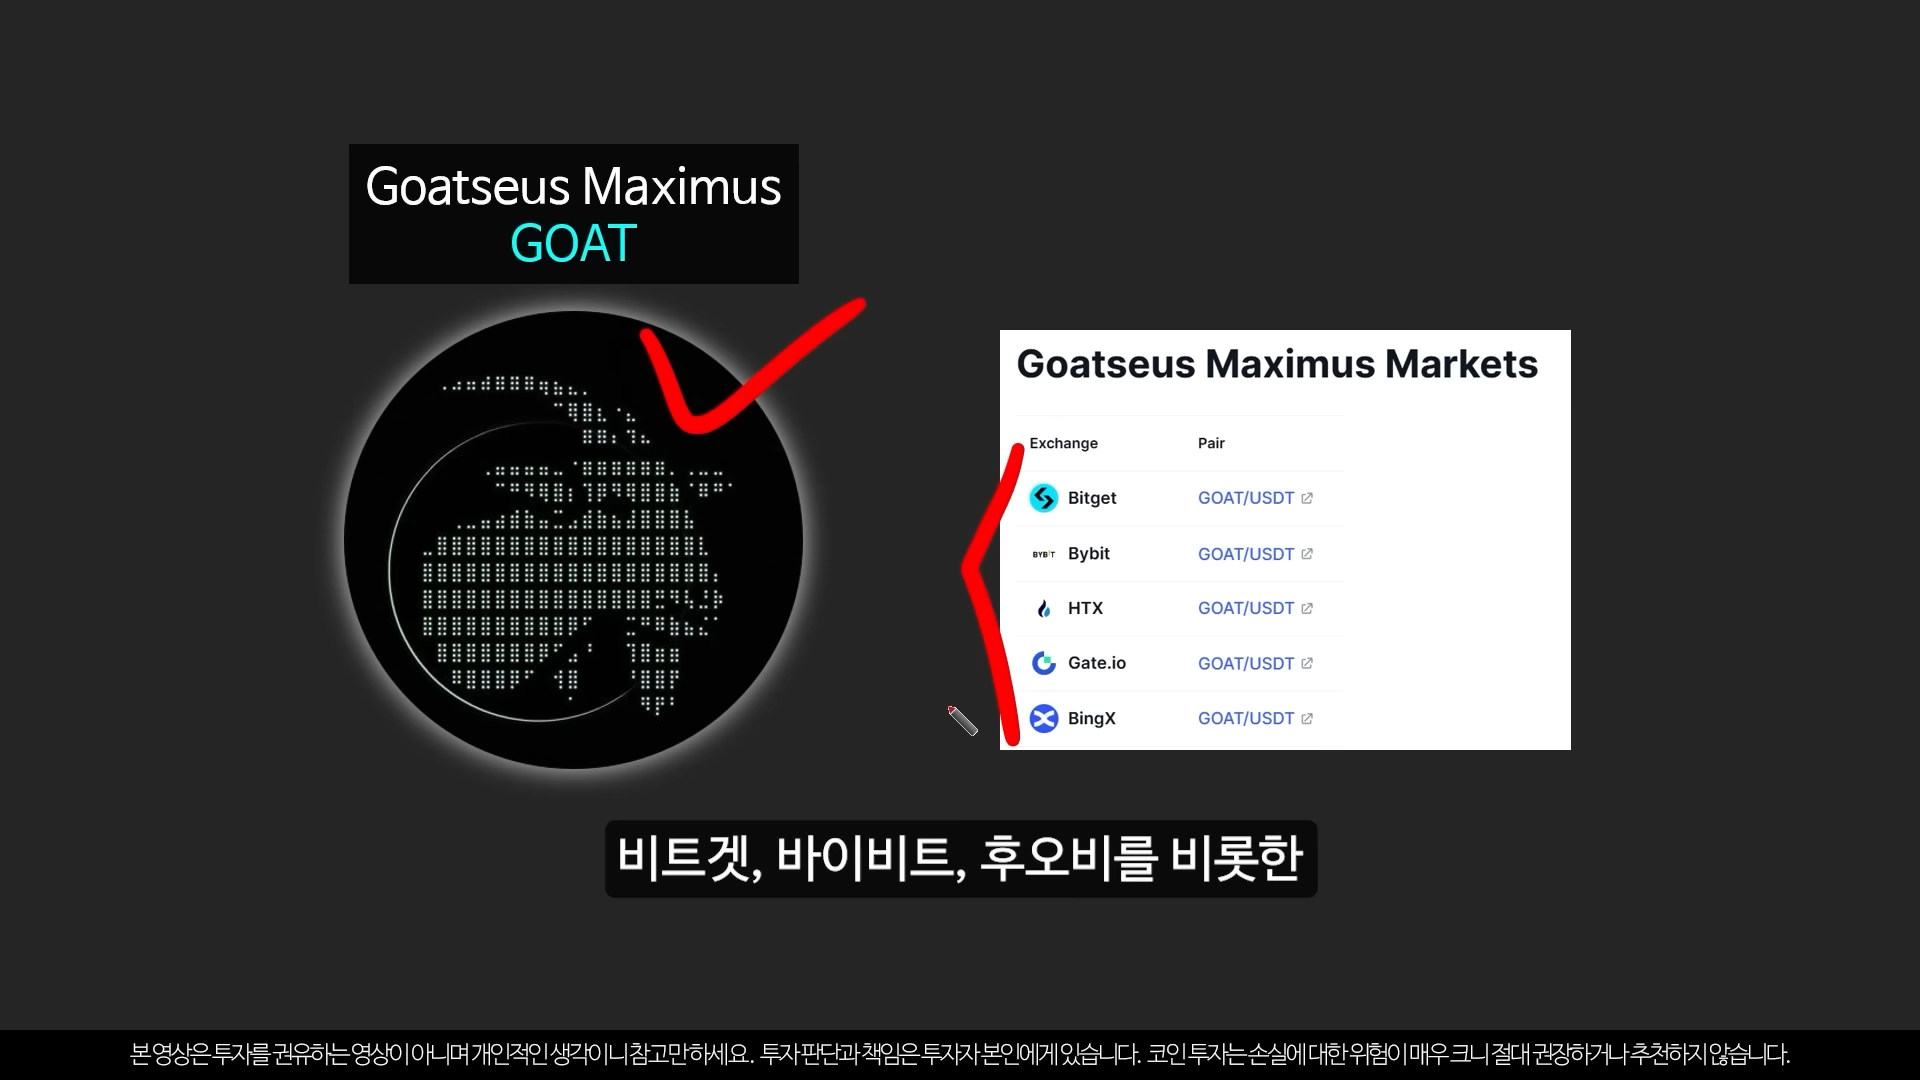 Goatseus Maximus
GOAT
Goatseus Maximus Markets
Exchange Pair
Bitget GOAT/USDT
BYBIT Bybit GOAT/USDT
HTX GOAT/USDT
Gate.io GOAT/USDT
BingX GOAT/USDT
비트겟, 바이비트, 후오비를 비롯한
본 영상은 투자를 권유하는 영상이 아니며 개인적인 생각이니 참고만 하세요. 투자 판단과 책임은 투자자 본인에게 있습니다. 코인 투자는 손실에 대한 위험이 매우 크니 절대 권장하거나 추천하지 않습니다.